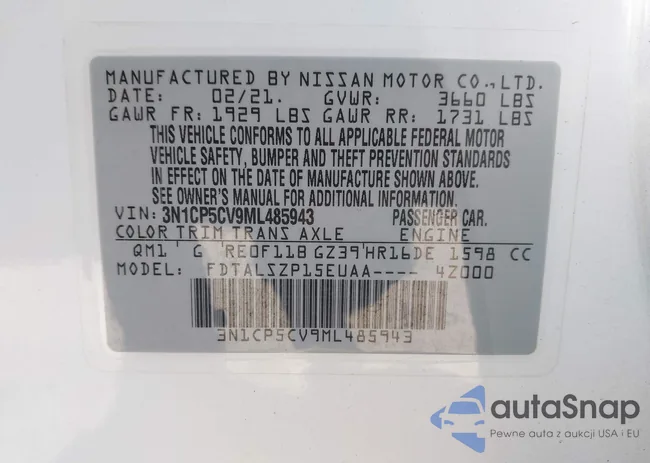 MANUFACTURED BY NISSAN MOTOR CO., LTD.
DATE: 02/21. GVWR: 3660 LBS
GAWR FR: 1929 LBS GAWR RR: 1731 LBS
THIS VEHICLE CONFORMS TO ALL APPLICABLE FEDERAL MOTOR
VEHICLE SAFETY, BUMPER AND THEFT PREVENTION STANDARDS
IN EFFECT ON THE DATE OF MANUFACTURE SHOWN ABOVE.
SEE OWNER'S MANUAL FOR ADDITIONAL INFORMATION.
VIN: 3N1CP5CV9ML485943 PASSENGER CAR.
COLOR TRIM TRANS AXLE ENGINE
QM1 G RE0F11B GZ39 HR16DE 1598 CC
MODEL: FDTALSZP15EUAA---- 4Z000
3N1CP5CV9ML485943
autaSnap
Pewne auta z aukcji USA i EU